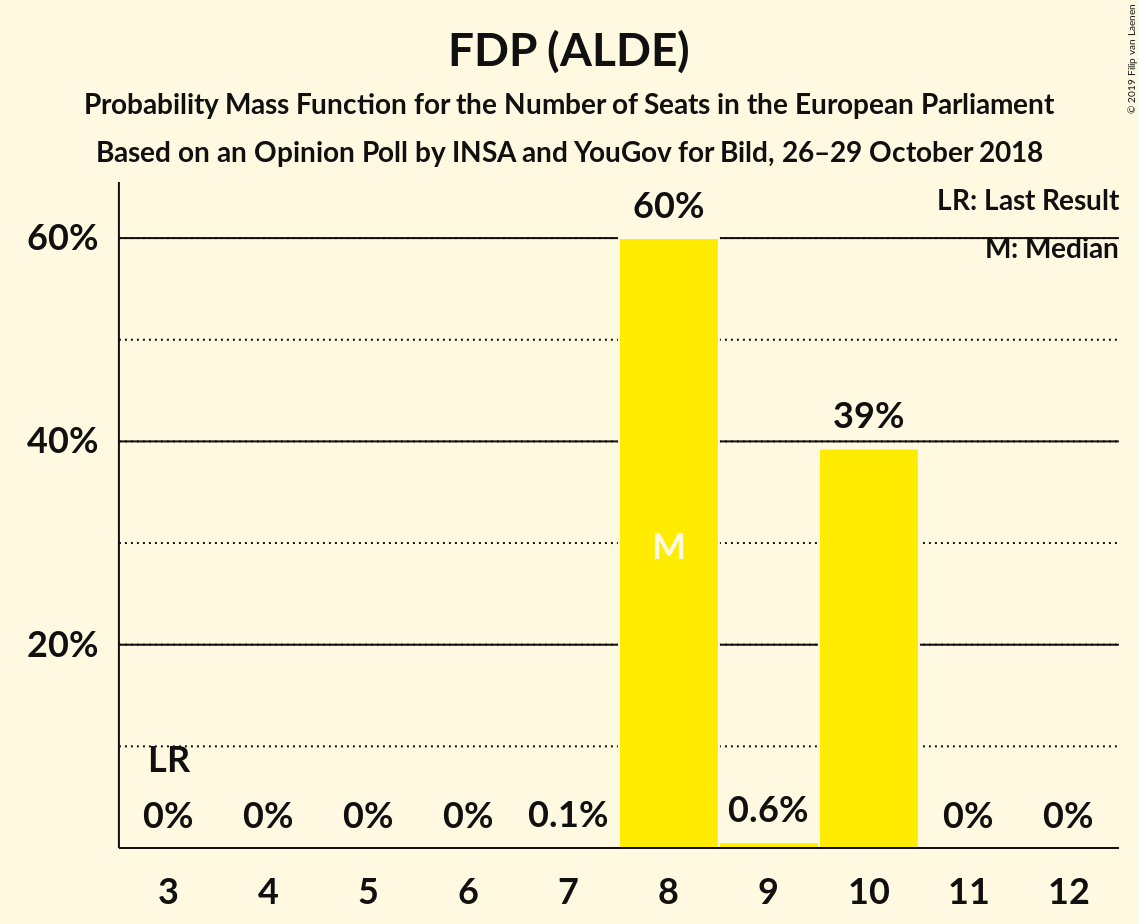 FDP (ALDE)
Probability Mass Function for the Number of Seats in the European Parliament
Based on an Opinion Poll by INSA and YouGov for Bild, 26–29 October 2018
© 2019 Filip van Laenen
LR: Last Result
M: Median
60%
40%
20%
LR
0%
0%
0%
0%
0.1%
60%
M
0.6%
39%
0%
0%
3 4 5 6 7 8 9 10 11 12